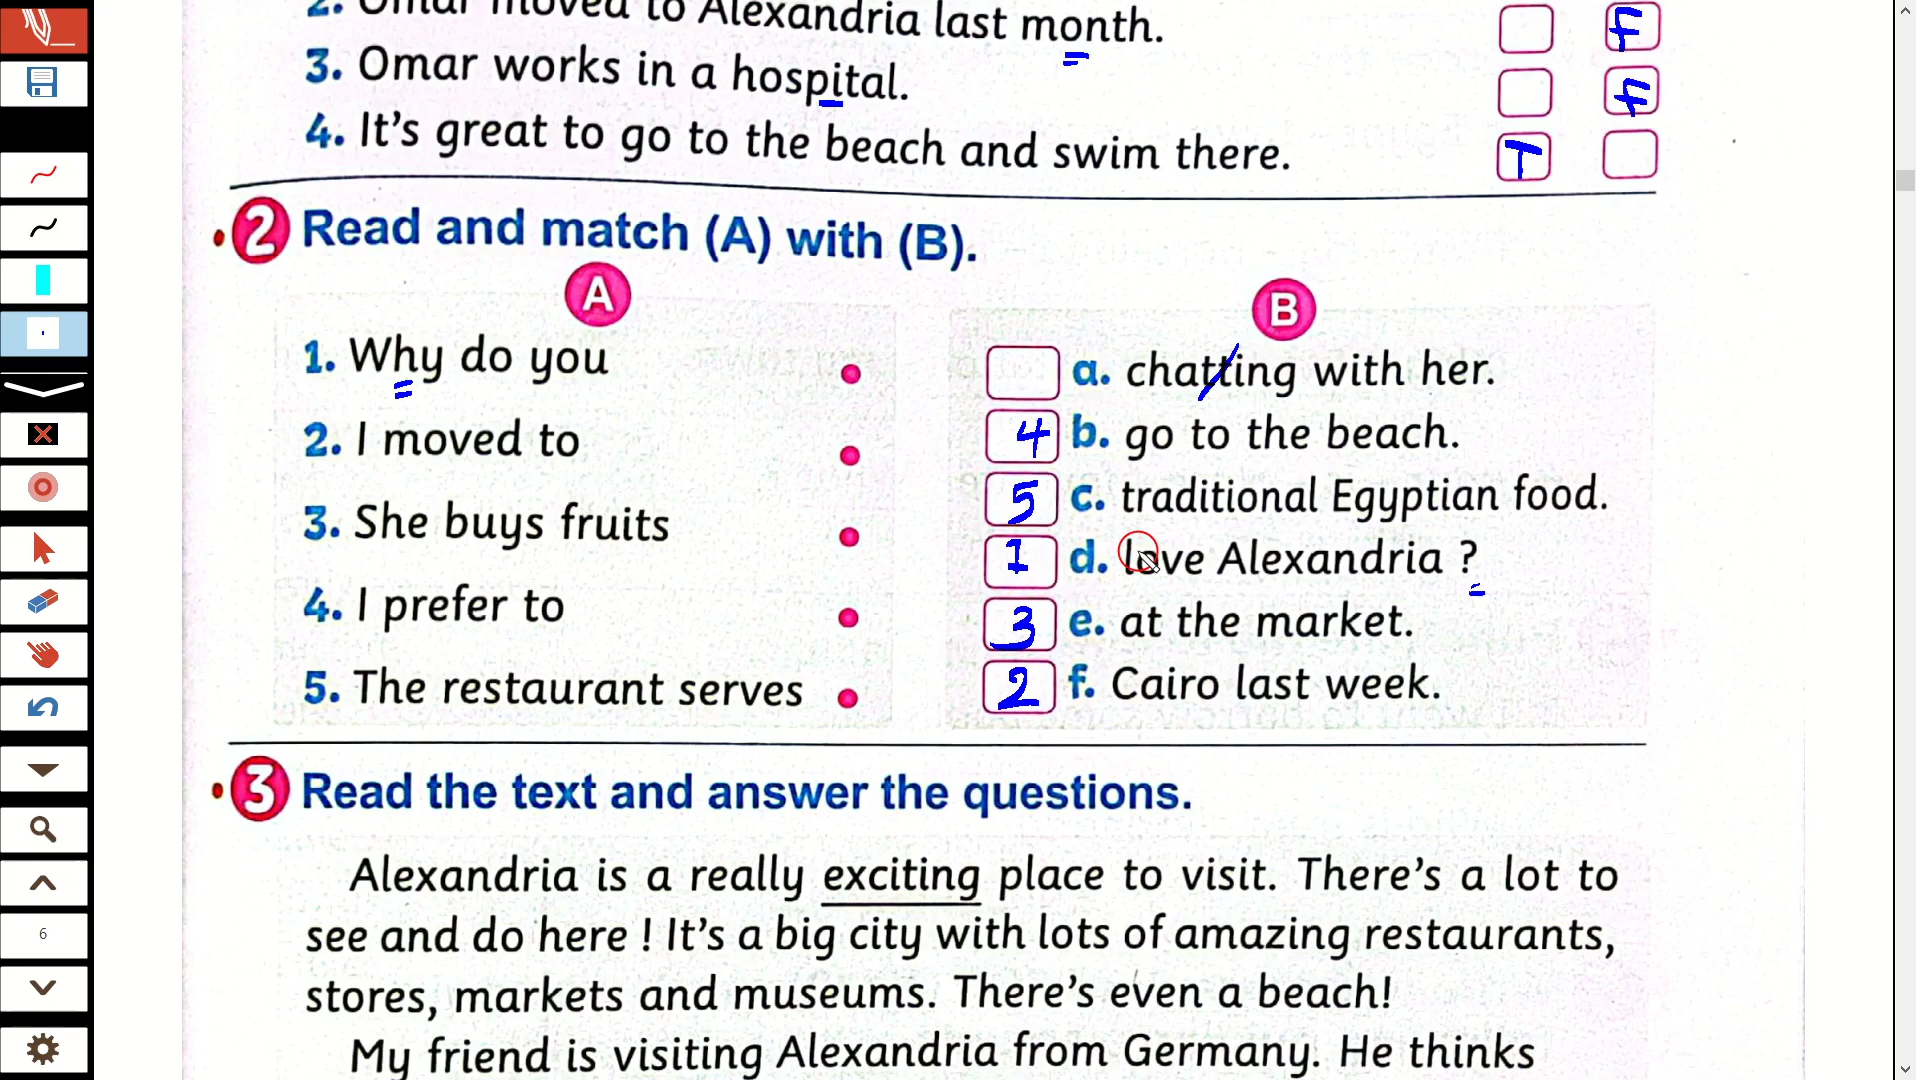 2. Omar moved to Alexandria last month. F
3. Omar works in a hospital. F
4. It's great to go to the beach and swim there. T
2 Read and match (A) with (B).
A
B
1. Why do you
a. chatting with her.
2. I moved to
4 b. go to the beach.
3. She buys fruits
5 c. traditional Egyptian food.
1 d. love Alexandria ?
4. I prefer to
3 e. at the market.
5. The restaurant serves
2 f. Cairo last week.
3 Read the text and answer the questions.
Alexandria is a really exciting place to visit. There's a lot to
see and do here ! It's a big city with lots of amazing restaurants,
stores, markets and museums. There's even a beach!
My friend is visiting Alexandria from Germany. He thinks
6